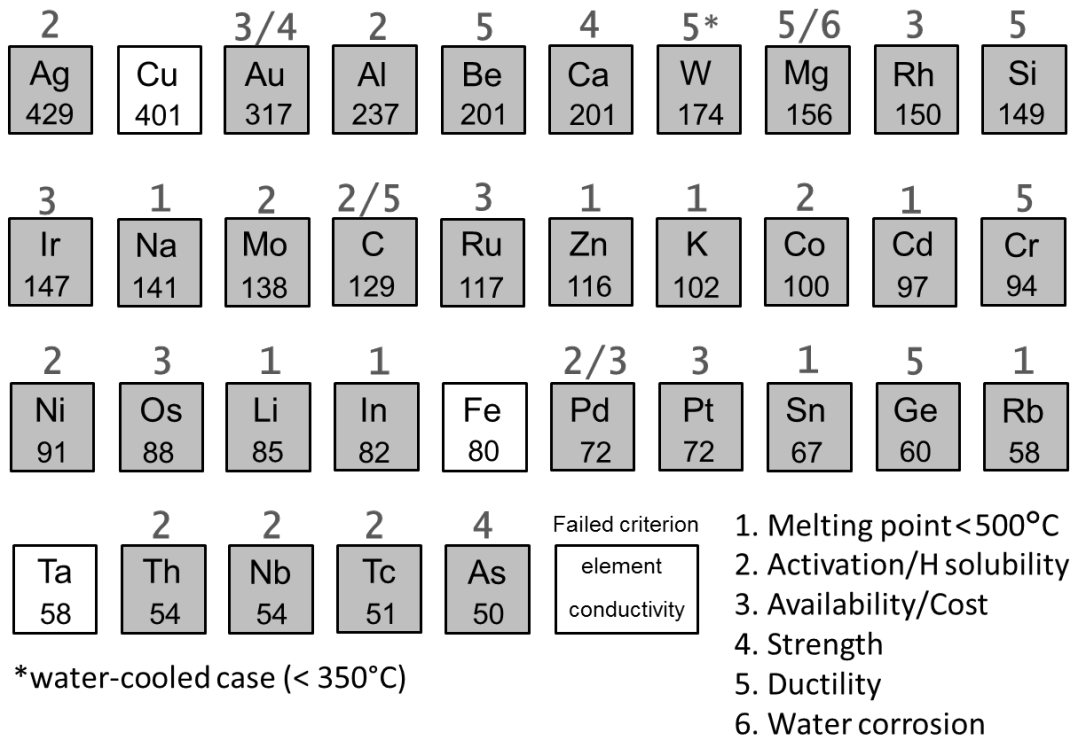 2 3/4 2 5 4 5* 5/6 3 5
Ag Cu Au Al Be Ca W Mg Rh Si
429 401 317 237 201 201 174 156 150 149
3 1 2 2/5 3 1 1 2 1 5
Ir Na Mo C Ru Zn K Co Cd Cr
147 141 138 129 117 116 102 100 97 94
2 3 1 1 2/3 3 1 5 1
Ni Os Li In Fe Pd Pt Sn Ge Rb
91 88 85 82 80 72 72 67 60 58
2 2 2 4
Ta Th Nb Tc As
58 54 54 51 50
Failed criterion
element
conductivity
1. Melting point<500°C
2. Activation/H solubility
3. Availability/Cost
4. Strength
5. Ductility
6. Water corrosion
*water-cooled case (< 350°C)